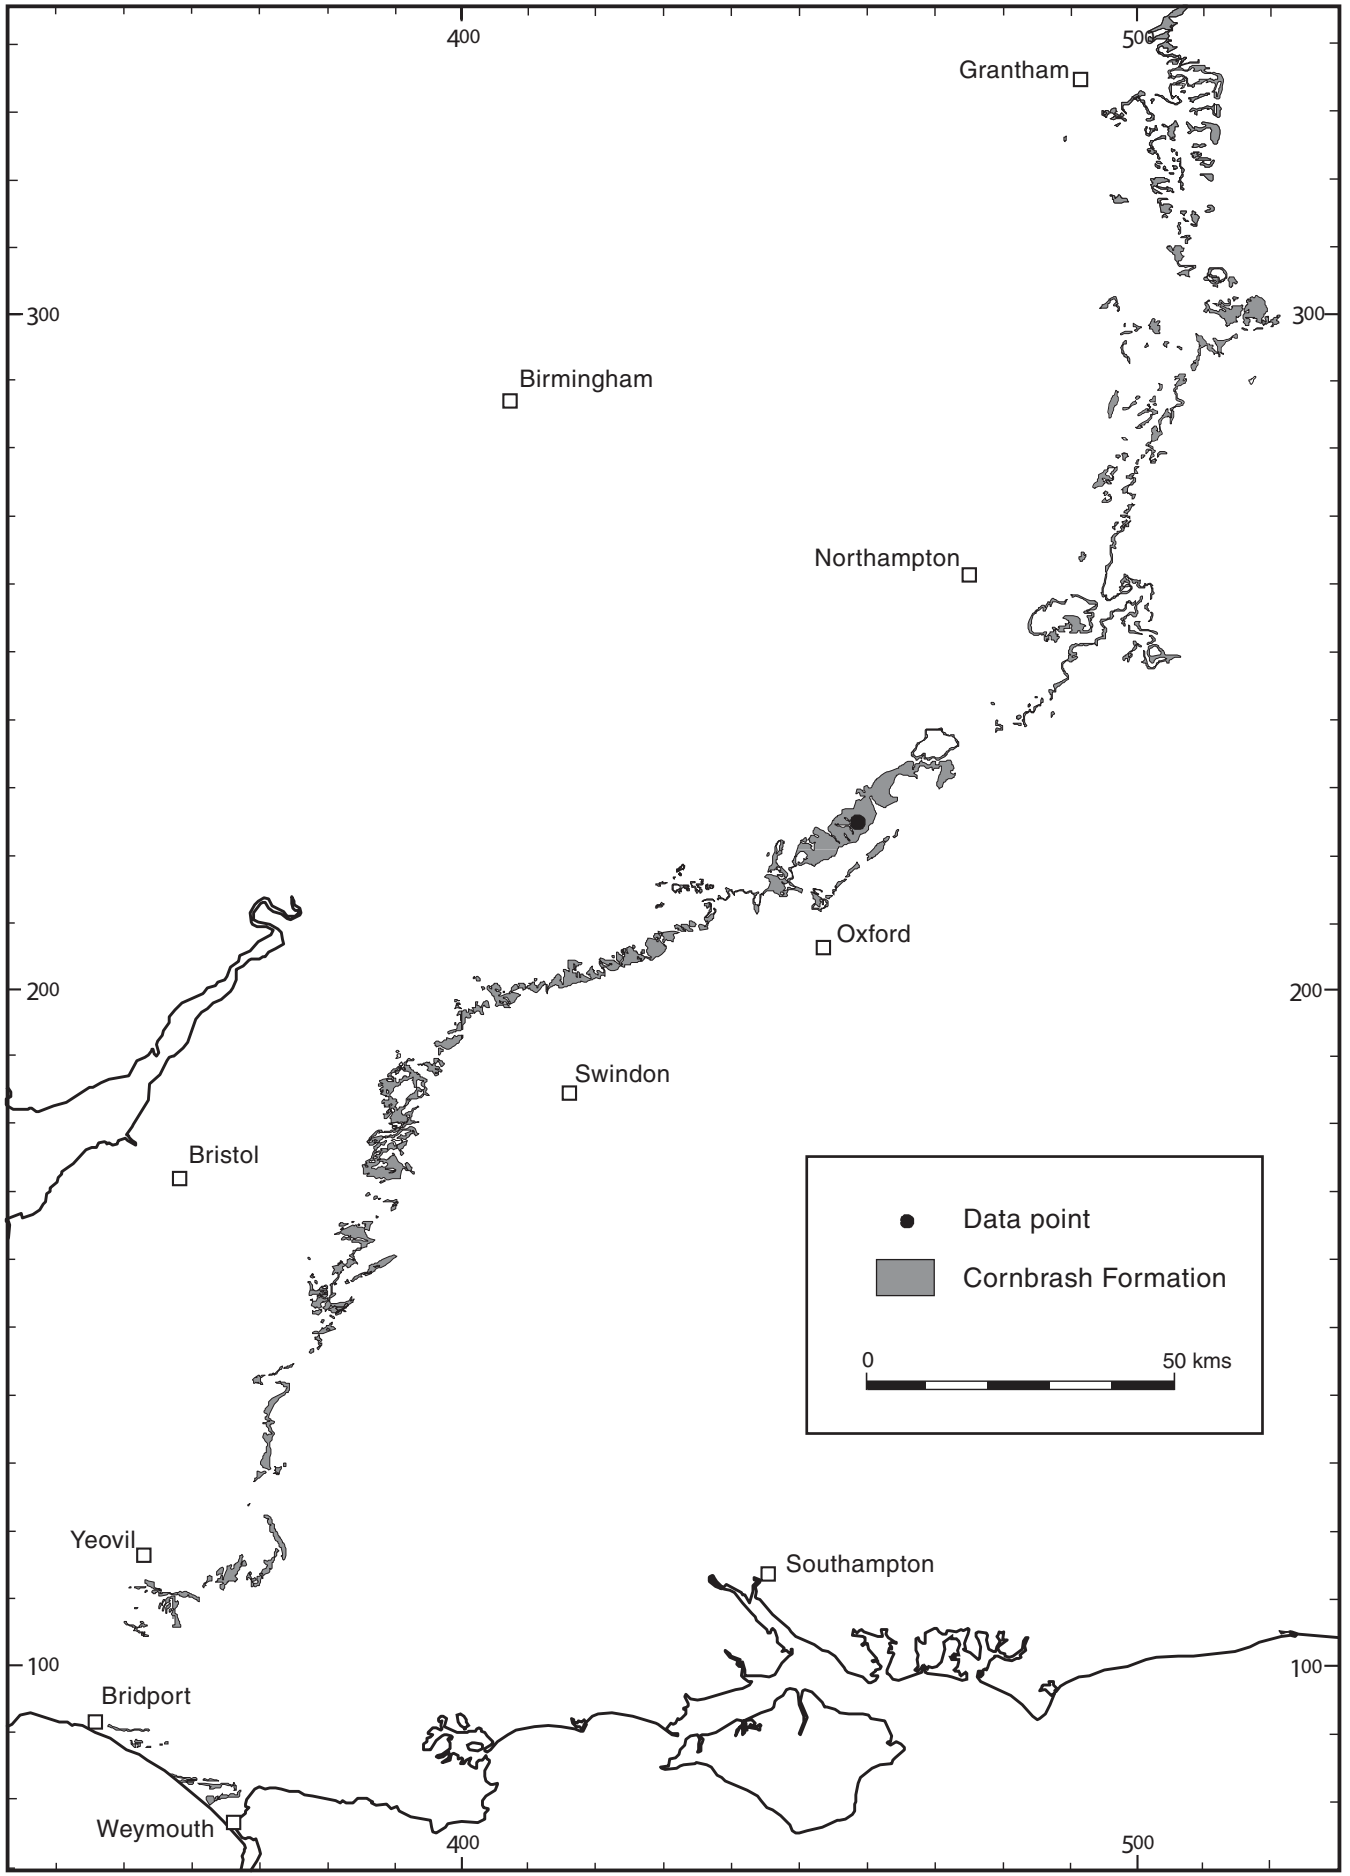 400
500
Grantham
300
300
Birmingham
Northampton
Oxford
200
200
Swindon
Bristol
Data point
Cornbrash Formation
0
50 kms
Yeovil
Southampton
100
100
Bridport
Weymouth
400
500